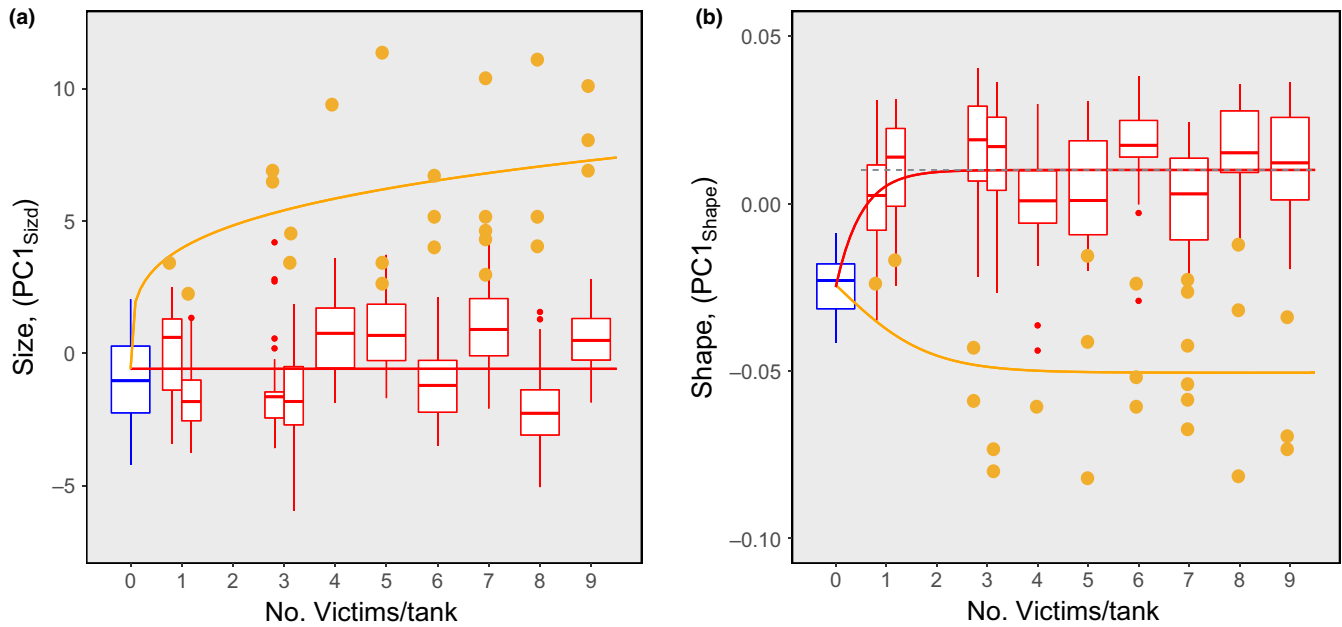 (a)
Size, (PC1Sizd)
10
5
0
−5
0 1 2 3 4 5 6 7 8 9
No. Victims/tank
(b)
Shape, (PC1Shape)
0.05
0.00
−0.05
−0.10
0 1 2 3 4 5 6 7 8 9
No. Victims/tank